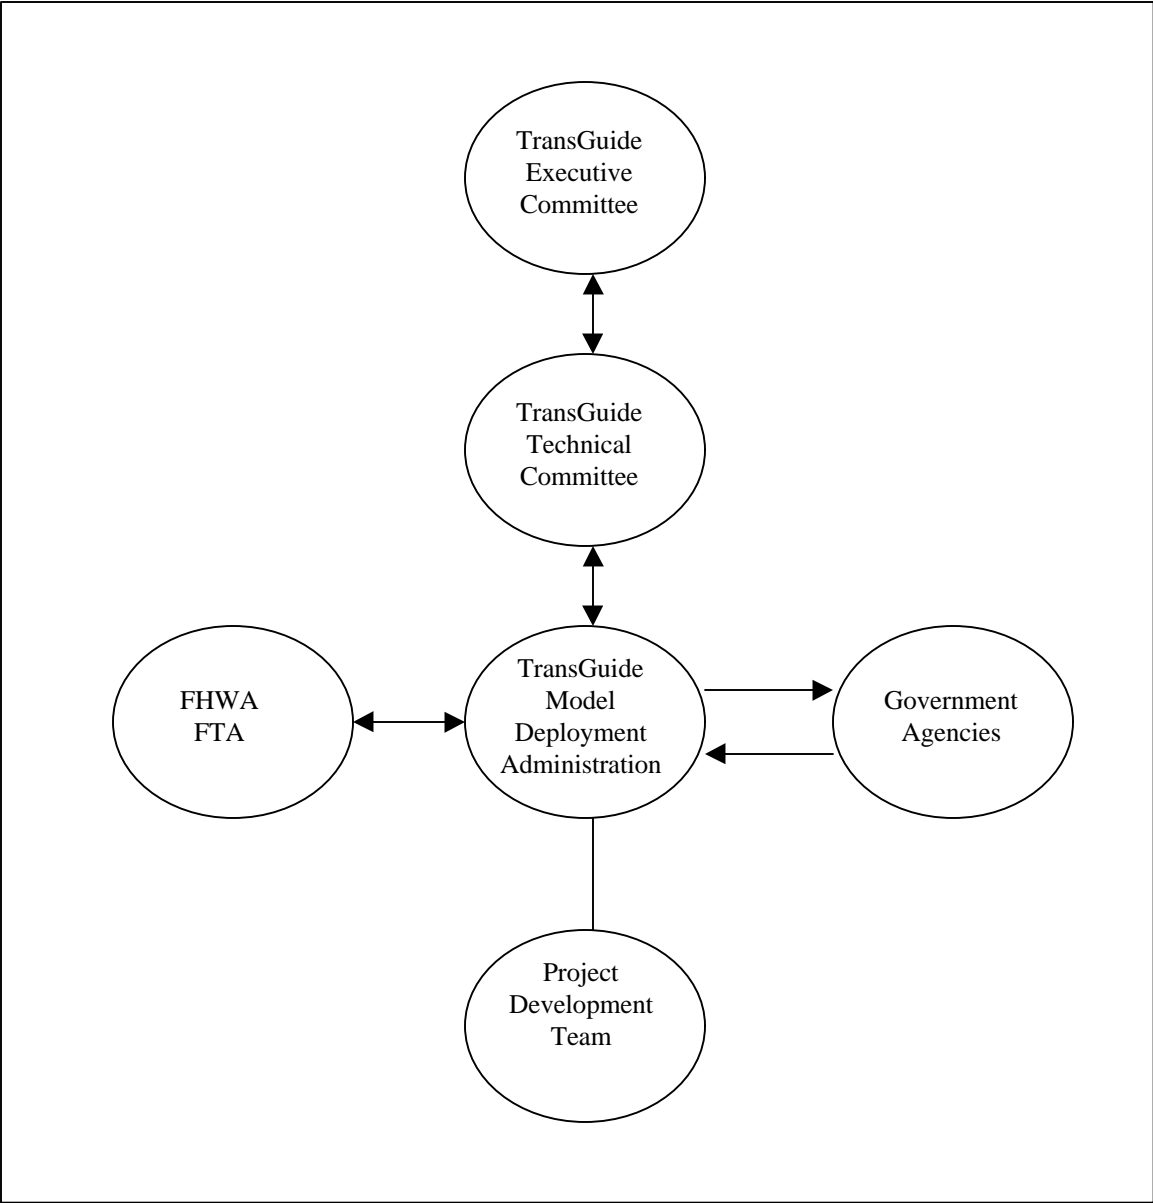 TransGuide
Executive
Committee
TransGuide
Technical
Committee
FHWA
FTA
TransGuide
Model
Deployment
Administration
Government
Agencies
Project
Development
Team